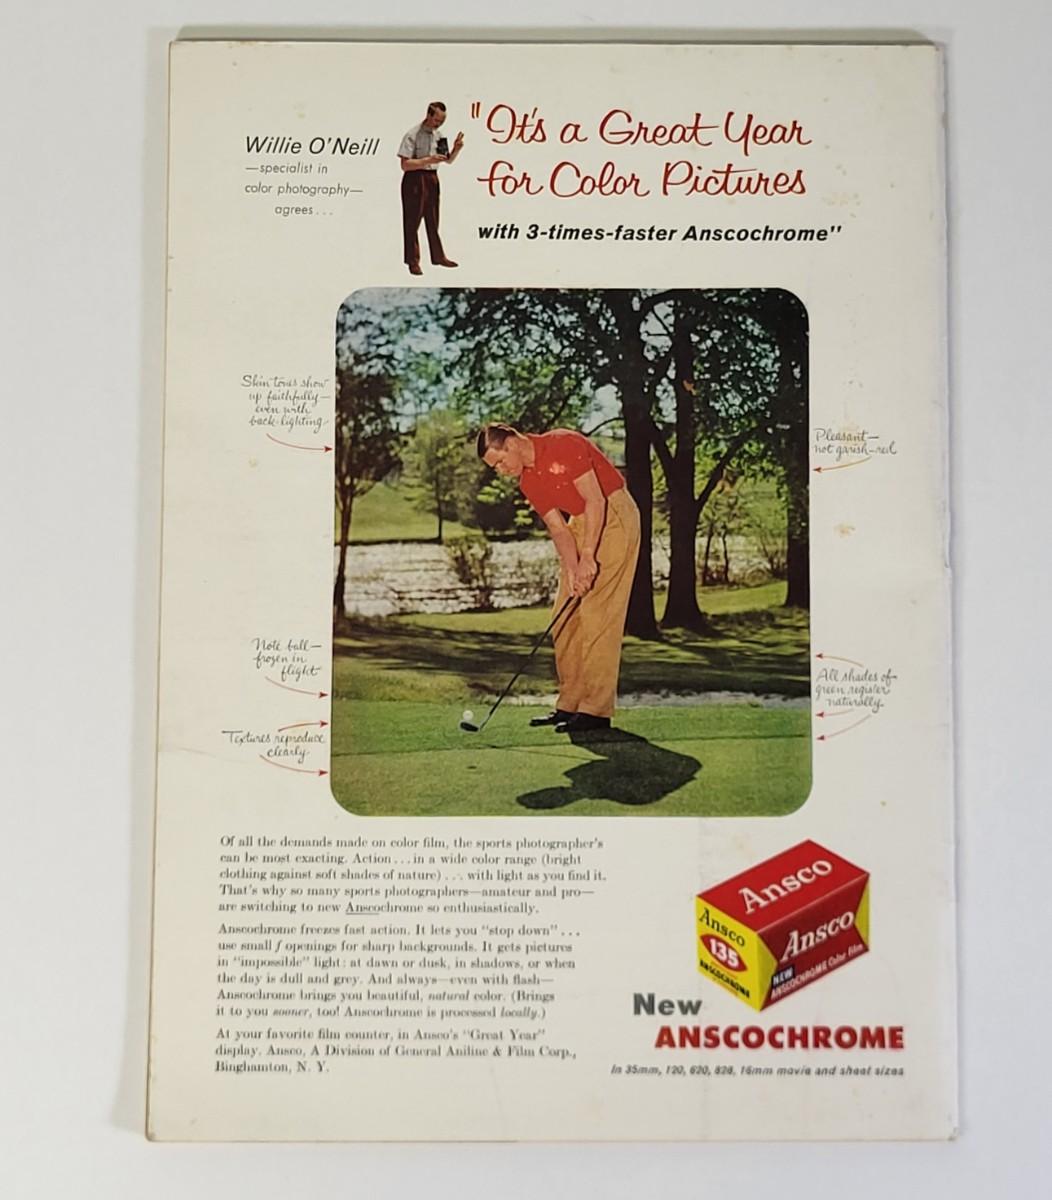 Willie O'Neill
—specialist in
color photography—
agrees...
"It's a Great Year
for Color Pictures
with 3-times-faster Anscochrome"
Skin tones show
up faithfully—
even with
back-lighting
Pleasant—
not garish—red
Note ball—
frozen in
flight
Textures reproduce
clearly
All shades of
green register
naturally
Of all the demands made on color film, the sports photographer's
can be most exacting. Action...in a wide color range (bright
clothing against soft shades of nature)... with light as you find it.
That's why so many sports photographers—amateur and pro—
are switching to new Anscochrome so enthusiastically.
Anscochrome freezes fast action. It lets you "stop down"...
use small f openings for sharp backgrounds. It gets pictures
in "impossible" light: at dawn or dusk, in shadows, or when
the day is dull and grey. And always—even with flash—
Anscochrome brings you beautiful, natural color. (Brings
it to you sooner, too! Anscochrome is processed locally.)
At your favorite film counter, in Ansco's "Great Year"
display. Ansco, A Division of General Aniline & Film Corp.,
Binghamton, N. Y.
Ansco
Ansco
135
ANSCOCHROME
Ansco
NEW
ANSCOCHROME Color Film
New
ANSCOCHROME
In 35mm, 120, 620, 828, 16mm movie and sheet sizes